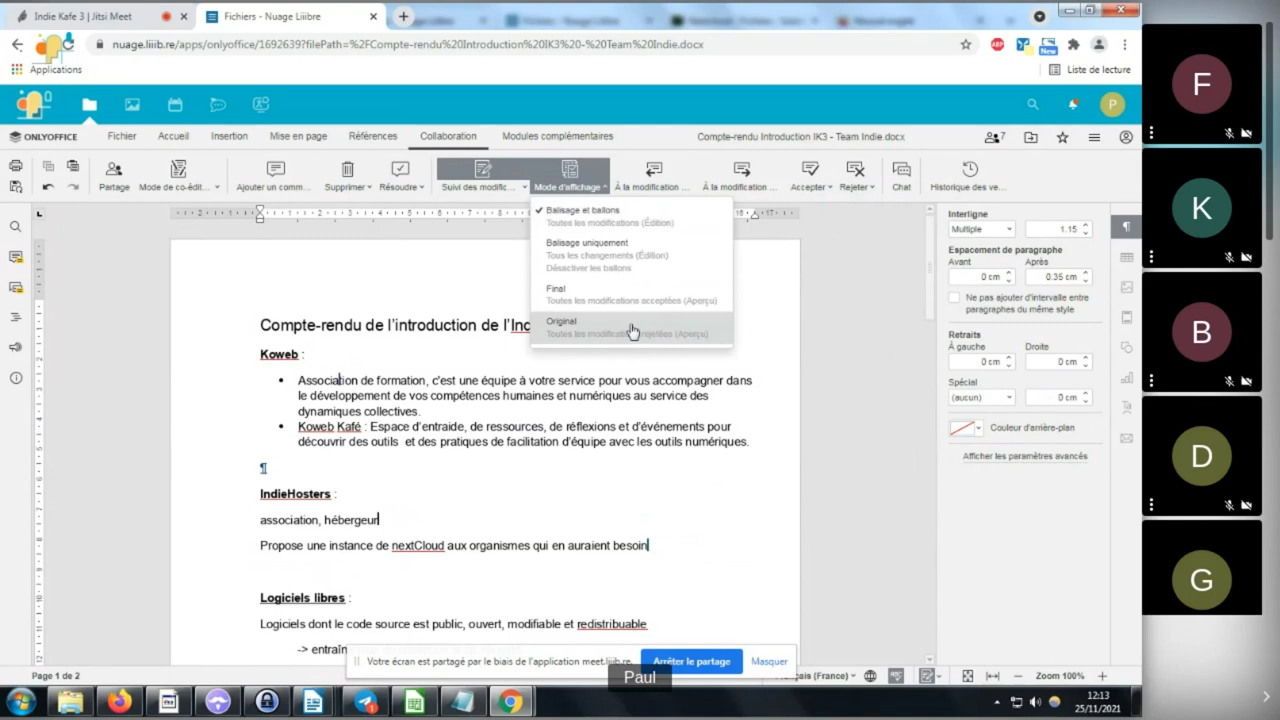 Indie Kafe 3 | Jitsi Meet
Fichiers - Nuage Liiibre
nuage.liiib.re/apps/onlyoffice/1692639?filePath=%2FCompte-rendu%20Introduction%20IK3%20-%20Team%20Indie.docx
ABP
New
Applications
Liste de lecture
P
ONLYOFFICE
Fichier
Accueil
Insertion
Mise en page
Références
Collaboration
Modules complémentaires
Compte-rendu Introduction IK3 - Team Indie.docx
7
Partage
Mode de co-édit...
Ajouter un comm...
Supprimer
Résoudre
Suivi des modific...
Mode d'affichage
À la modification ...
À la modification ...
Accepter
Rejeter
Chat
Historique des ve...
Balisage et ballons
Toutes les modifications (Édition)
Balisage uniquement
Tous les changements (Édition)
Désactiver les ballons
Final
Toutes les modifications acceptées (Aperçu)
Original
Toutes les modifications rejetées (Aperçu)
Compte-rendu de l'introduction de l'Ind
Koweb :
• Association de formation, c'est une équipe à votre service pour vous accompagner dans
le développement de vos compétences humaines et numériques au service des
dynamiques collectives.
• Koweb Kafé : Espace d'entraide, de ressources, de réflexions et d'événements pour
découvrir des outils et des pratiques de facilitation d'équipe avec les outils numériques.
¶
IndieHosters :
association, hébergeur
Propose une instance de nextCloud aux organismes qui en auraient besoin
Logiciels libres :
Logiciels dont le code source est public, ouvert, modifiable et redistribuable
-> entraîn
Interligne
Multiple
1.15
Espacement de paragraphe
Avant
Après
0 cm
0.35 cm
Ne pas ajouter d'intervalle entre
paragraphes du même style
Retraits
À gauche
Droite
0 cm
0 cm
Spécial
(aucun)
0 cm
Couleur d'arrière-plan
Afficher les paramètres avancés
Votre écran est partagé par le biais de l'application meet.liiib.re.
Arrêter le partage
Masquer
Paul
Page 1 de 2
Français (France)
Zoom 100%
12:13
25/11/2021
F
K
B
D
G